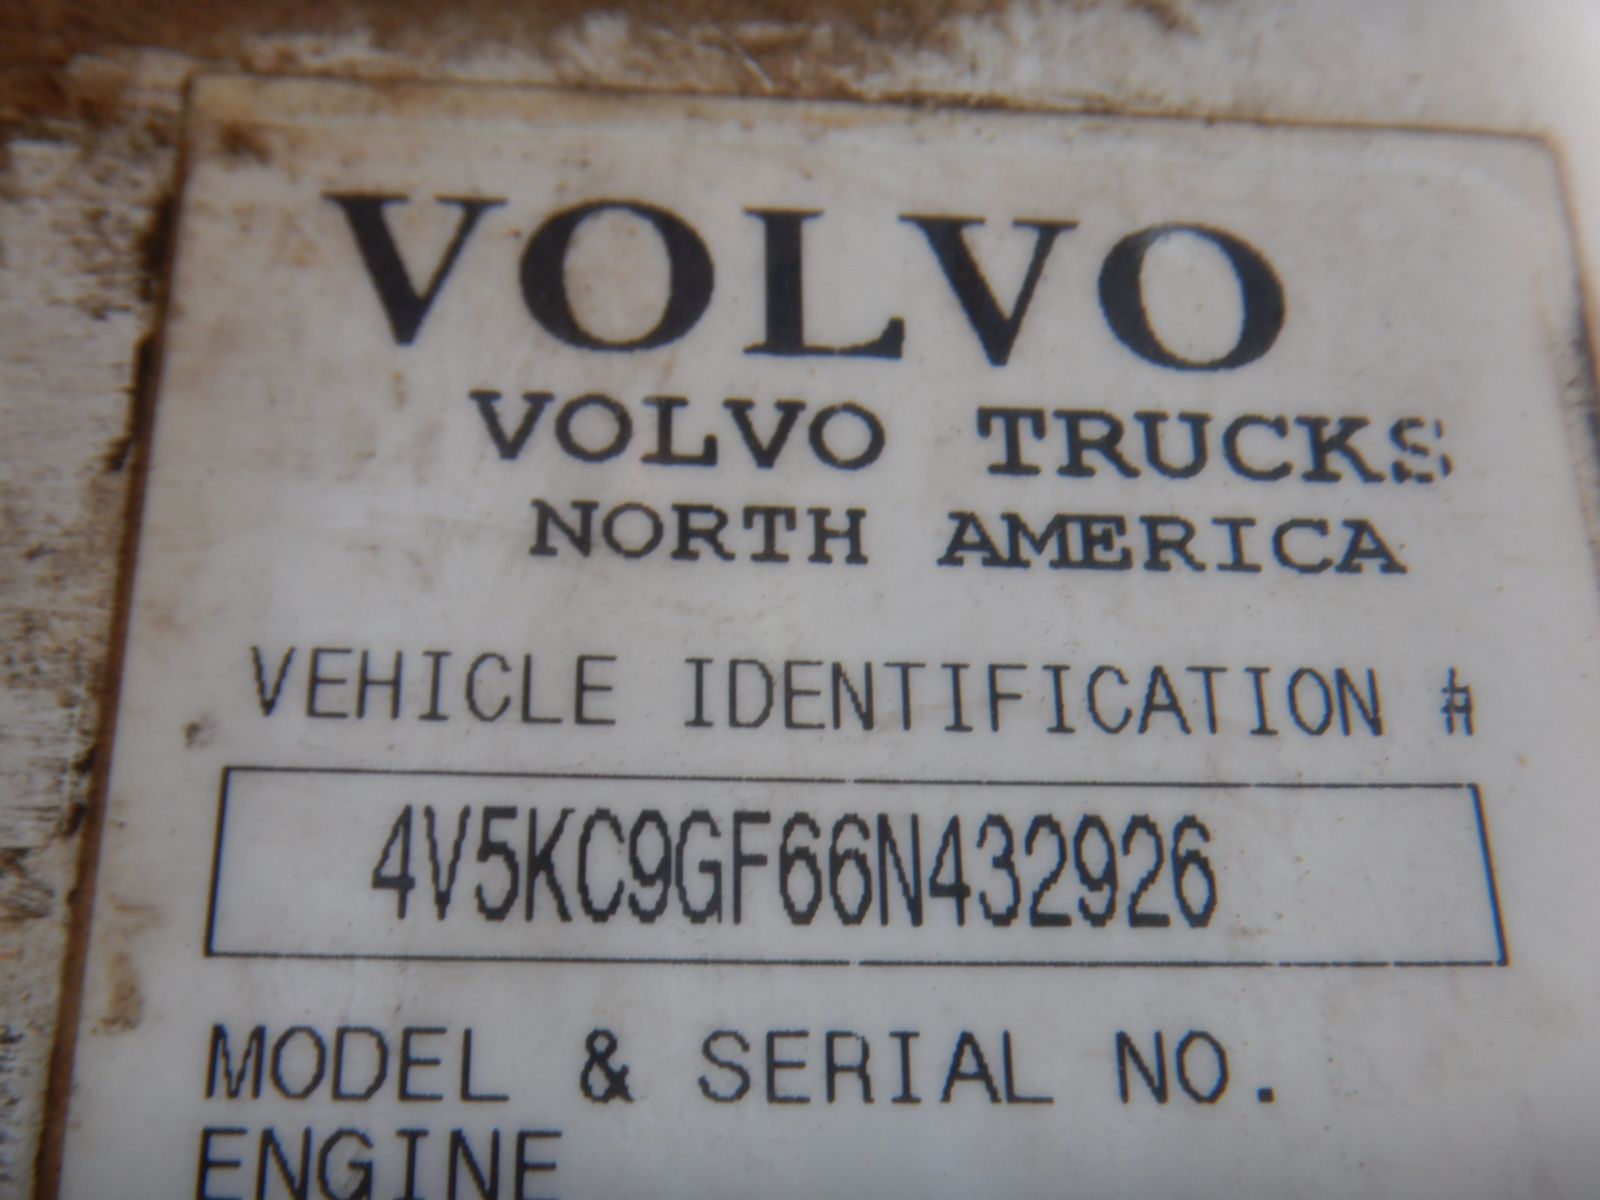 VOLVO
VOLVO TRUCKS
NORTH AMERICA
VEHICLE IDENTIFICATION #
4V5KC9GF66N432926
MODEL & SERIAL NO.
ENGINE